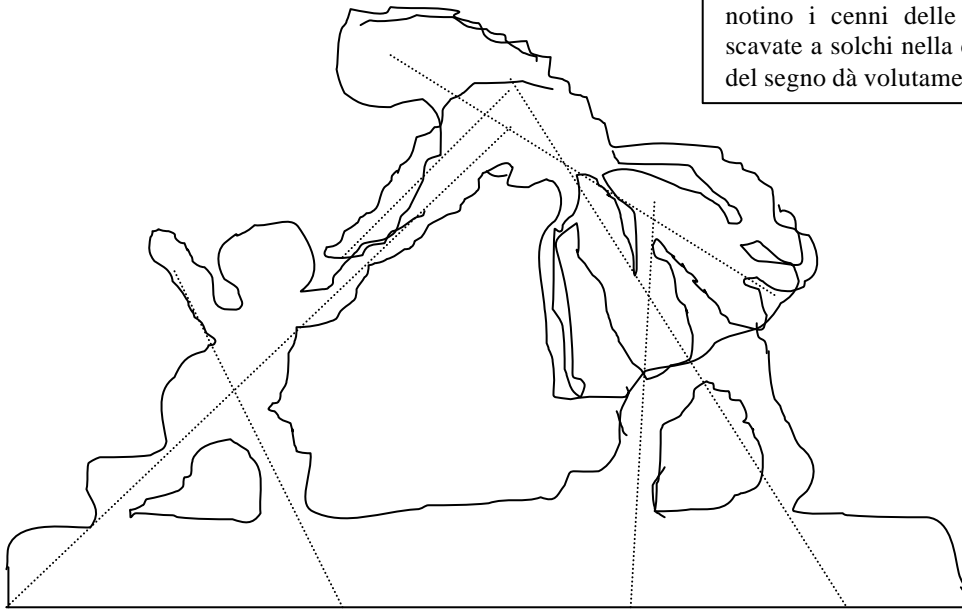 notino i cenni delle
scavate a solchi nella
del segno dà volutame